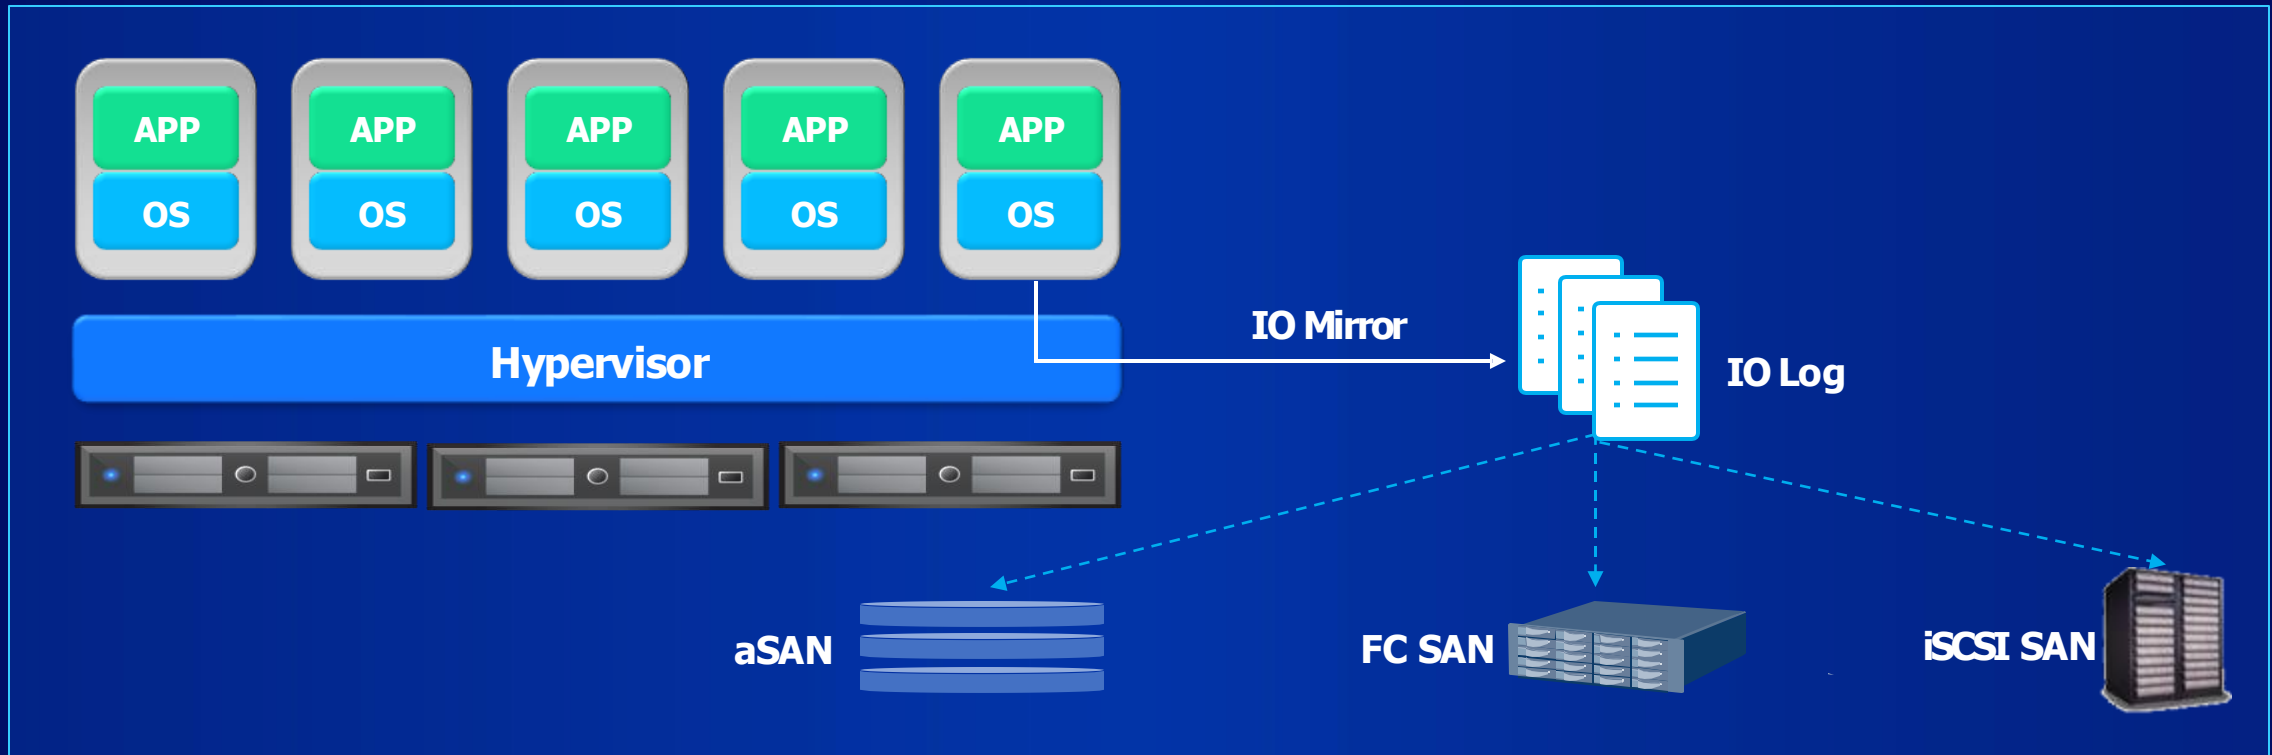 APP APP APP APP APP
OS OS OS OS OS
IO Mirror
Hypervisor
IO Log
aSAN
FC SAN
iSCSI SAN